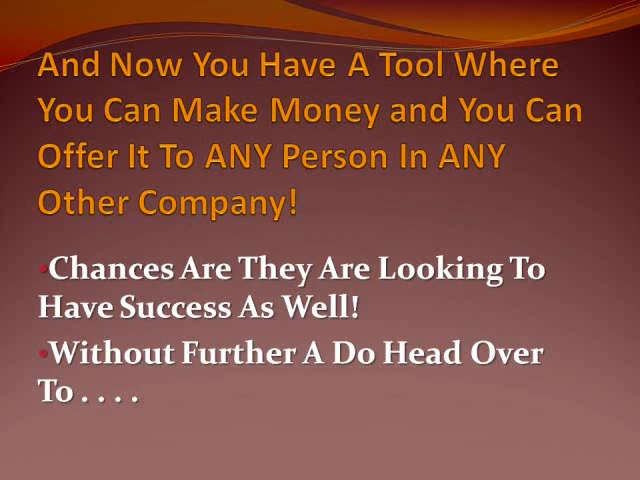 And Now You Have A Tool Where
You Can Make Money and You Can
Offer It To ANY Person In ANY
Other Company!
•Chances Are They Are Looking To
Have Success As Well!
•Without Further A Do Head Over
To . . . .